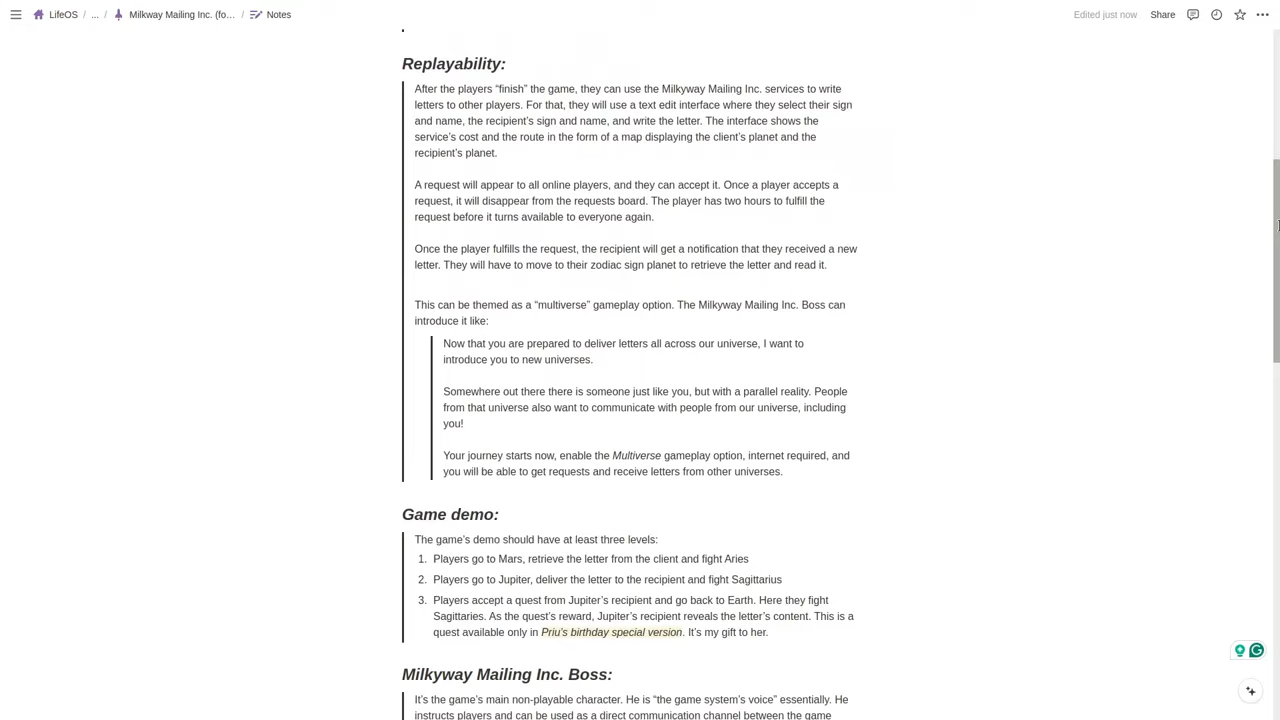 LifeOS / ... / Milkway Mailing Inc. (fo… / Notes
Edited just now Share
Replayability:
After the players “finish” the game, they can use the Milkyway Mailing Inc. services to write
letters to other players. For that, they will use a text edit interface where they select their sign
and name, the recipient’s sign and name, and write the letter. The interface shows the
service’s cost and the route in the form of a map displaying the client’s planet and the
recipient’s planet.
A request will appear to all online players, and they can accept it. Once a player accepts a
request, it will disappear from the requests board. The player has two hours to fulfill the
request before it turns available to everyone again.
Once the player fulfills the request, the recipient will get a notification that they received a new
letter. They will have to move to their zodiac sign planet to retrieve the letter and read it.
This can be themed as a “multiverse” gameplay option. The Milkyway Mailing Inc. Boss can
introduce it like:
Now that you are prepared to deliver letters all across our universe, I want to
introduce you to new universes.
Somewhere out there there is someone just like you, but with a parallel reality. People
from that universe also want to communicate with people from our universe, including
you!
Your journey starts now, enable the Multiverse gameplay option, internet required, and
you will be able to get requests and receive letters from other universes.
Game demo:
The game’s demo should have at least three levels:
1. Players go to Mars, retrieve the letter from the client and fight Aries
2. Players go to Jupiter, deliver the letter to the recipient and fight Sagittarius
3. Players accept a quest from Jupiter’s recipient and go back to Earth. Here they fight
Sagittaries. As the quest’s reward, Jupiter’s recipient reveals the letter’s content. This is a
quest available only in Priu’s birthday special version. It’s my gift to her.
Milkyway Mailing Inc. Boss:
It’s the game’s main non-playable character. He is “the game system’s voice” essentially. He
instructs players and can be used as a direct communication channel between the game